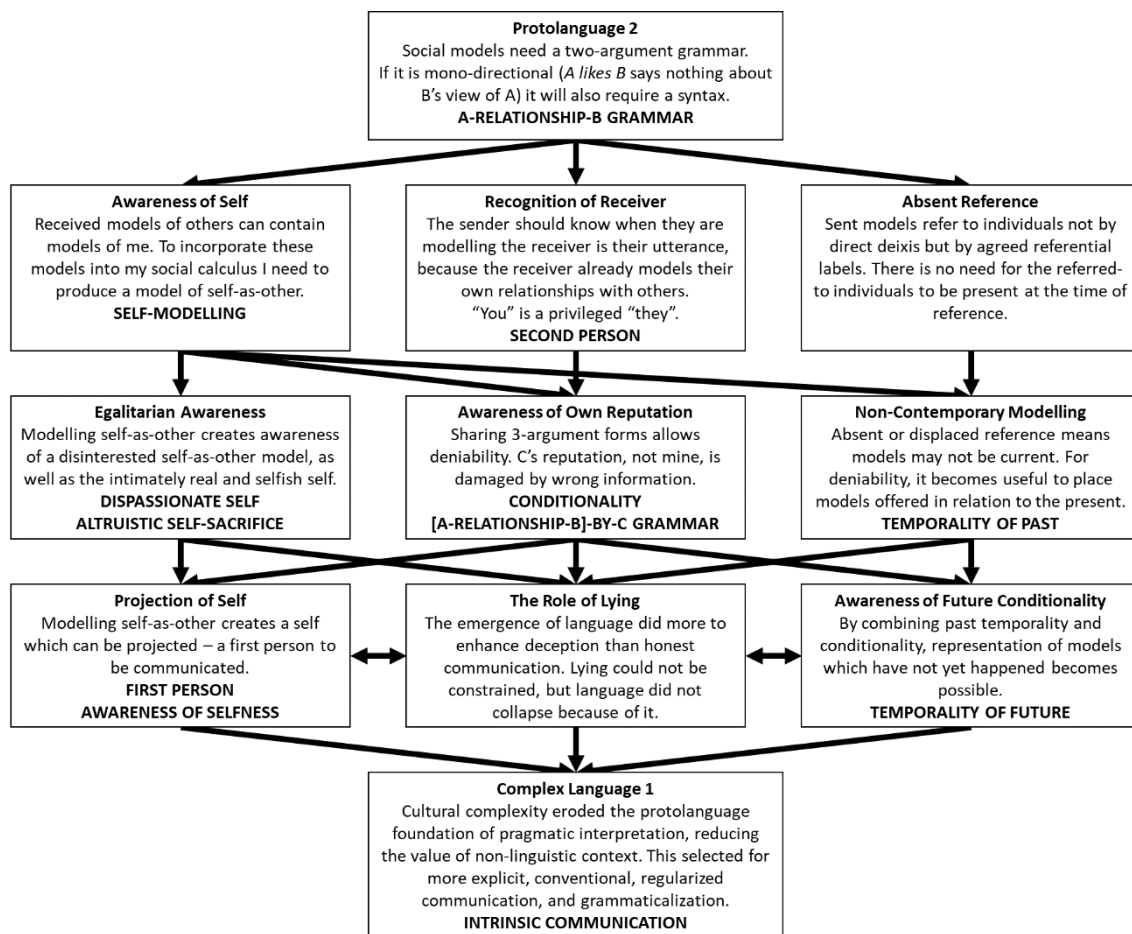 Protolanguage 2
Social models need a two-argument grammar.
If it is mono-directional (A likes B says nothing about
B's view of A) it will also require a syntax.
A-RELATIONSHIP-B GRAMMAR
Awareness of Self
Received models of others can contain
models of me. To incorporate these
models into my social calculus I need to
produce a model of self-as-other.
SELF-MODELLING
Recognition of Receiver
The sender should know when they are
modelling the receiver is their utterance,
because the receiver already models their
own relationships with others.
“You” is a privileged “they”.
SECOND PERSON
Absent Reference
Sent models refer to individuals not by
direct deixis but by agreed referential
labels. There is no need for the referred-
to individuals to be present at the time of
reference.
Egalitarian Awareness
Modelling self-as-other creates awareness
of a disinterested self-as-other model, as
well as the intimately real and selfish self.
DISPASSIONATE SELF
ALTRUISTIC SELF-SACRIFICE
Awareness of Own Reputation
Sharing 3-argument forms allows
deniability. C's reputation, not mine, is
damaged by wrong information.
CONDITIONALITY
[A-RELATIONSHIP-B]-BY-C GRAMMAR
Non-Contemporary Modelling
Absent or displaced reference means
models may not be current. For
deniability, it becomes useful to place
models offered in relation to the present.
TEMPORALITY OF PAST
Projection of Self
Modelling self-as-other creates a self
which can be projected – a first person to
be communicated.
FIRST PERSON
AWARENESS OF SELFNESS
The Role of Lying
The emergence of language did more to
enhance deception than honest
communication. Lying could not be
constrained, but language did not
collapse because of it.
Awareness of Future Conditionality
By combining past temporality and
conditionality, representation of models
which have not yet happened becomes
possible.
TEMPORALITY OF FUTURE
Complex Language 1
Cultural complexity eroded the protolanguage
foundation of pragmatic interpretation, reducing
the value of non-linguistic context. This selected for
more explicit, conventional, regularized
communication, and grammaticalization.
INTRINSIC COMMUNICATION